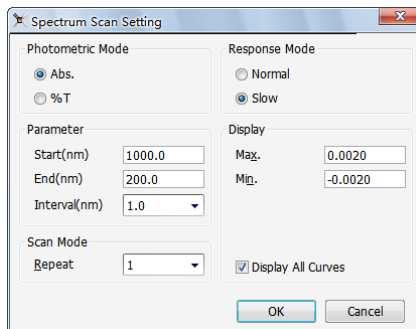 Spectrum Scan Setting
Photometric Mode
Abs.
%T
Response Mode
Normal
Slow
Parameter
Start(nm) 1000.0
End(nm) 200.0
Interval(nm) 1.0
Display
Max. 0.0020
Min. -0.0020
Scan Mode
Repeat 1
Display All Curves
OK Cancel